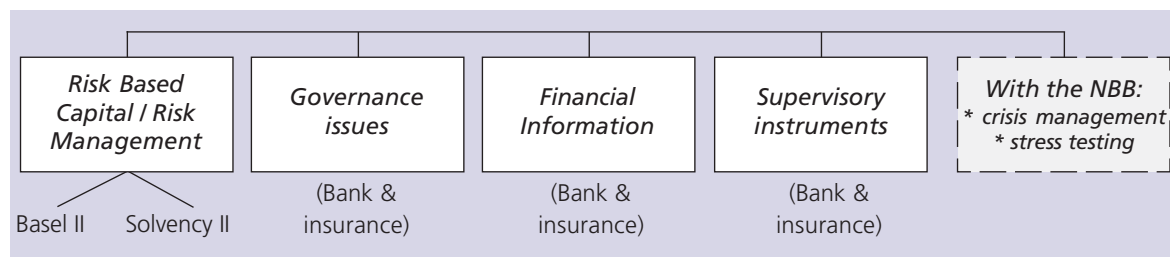 Risk Based
Capital / Risk
Management
Governance
issues
Financial
Information
Supervisory
instruments
With the NBB:
* crisis management
* stress testing
Basel II
Solvency II
(Bank &
insurance)
(Bank &
insurance)
(Bank &
insurance)